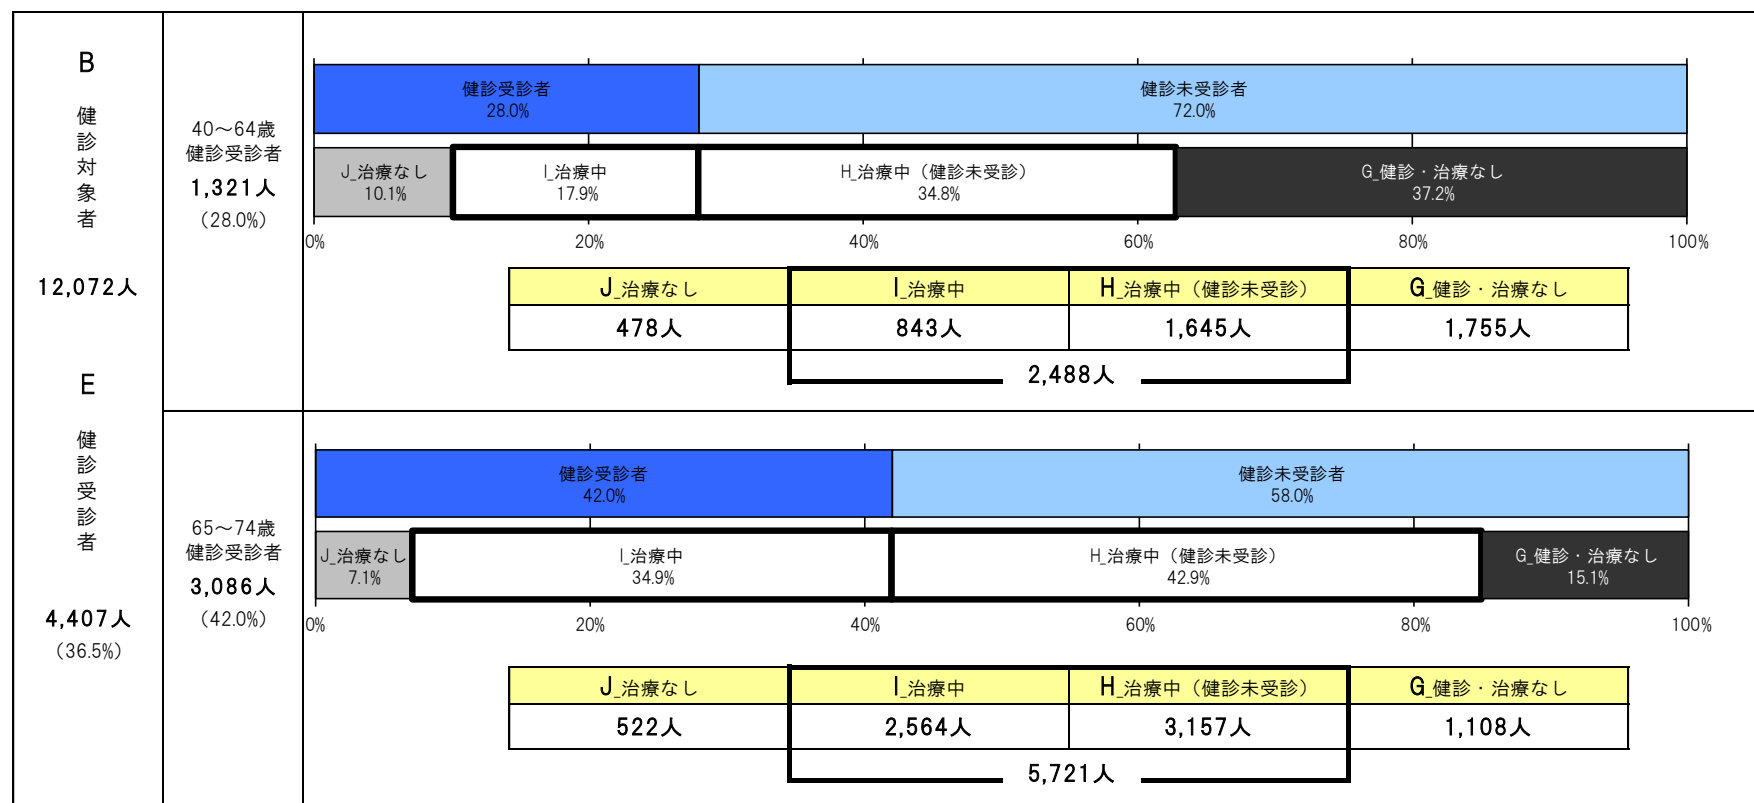 B
健診対象者
12,072人
E
健診受診者
4,407人
(36.5%)
40～64歳
健診受診者
1,321人
(28.0%)
健診受診者
28.0%
健診未受診者
72.0%
J_治療なし
10.1%
I_治療中
17.9%
H_治療中（健診未受診）
34.8%
G_健診・治療なし
37.2%
0% 20% 40% 60% 80% 100%
J_治療なし I_治療中 H_治療中（健診未受診） G_健診・治療なし
478人 843人 1,645人 1,755人
2,488人
65～74歳
健診受診者
3,086人
(42.0%)
健診受診者
42.0%
健診未受診者
58.0%
J_治療なし
7.1%
I_治療中
34.9%
H_治療中（健診未受診）
42.9%
G_健診・治療なし
15.1%
0% 20% 40% 60% 80% 100%
J_治療なし I_治療中 H_治療中（健診未受診） G_健診・治療なし
522人 2,564人 3,157人 1,108人
5,721人